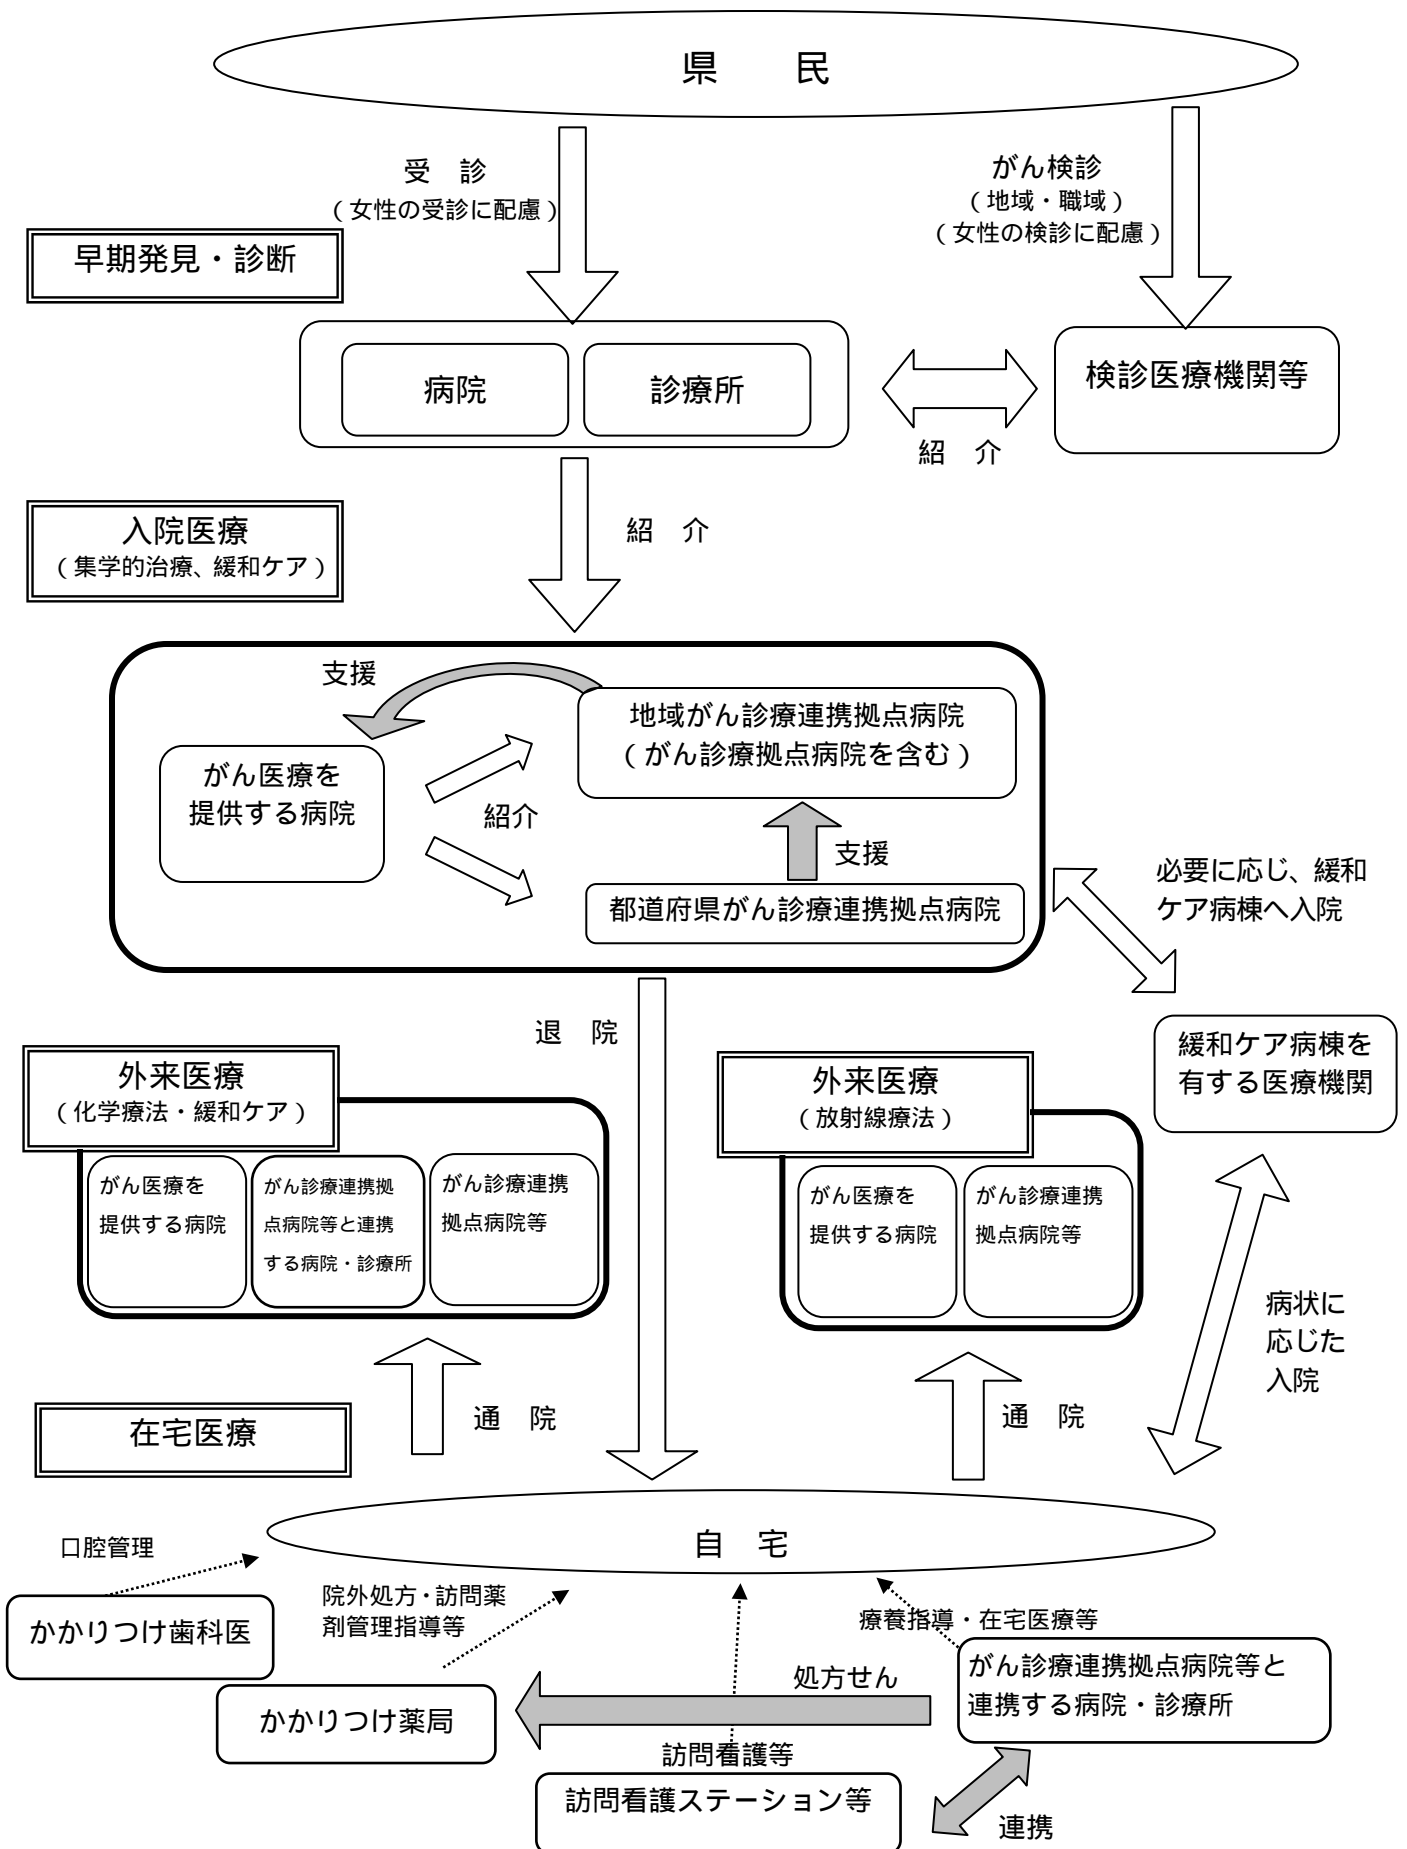 県　　民
受　診
（女性の受診に配慮）
がん検診
（地域・職域）
（女性の検診に配慮）
早期発見・診断
病院
診療所
検診医療機関等
紹　介
入院医療
（集学的治療、緩和ケア）
紹　介
支援
地域がん診療連携拠点病院
（がん診療拠点病院を含む）
がん医療を
提供する病院
紹介
支援
都道府県がん診療連携拠点病院
必要に応じ、緩和
ケア病棟へ入院
退　院
緩和ケア病棟を
有する医療機関
外来医療
（化学療法・緩和ケア）
がん医療を
提供する病院
がん診療連携拠
点病院等と連携
する病院・診療所
がん診療連携
拠点病院等
外来医療
（放射線療法）
がん医療を
提供する病院
がん診療連携
拠点病院等
病状に
応じた
入院
通　院
通　院
在宅医療
自　宅
口腔管理
かかりつけ歯科医
院外処方・訪問薬
剤管理指導等
かかりつけ薬局
療養指導・在宅医療等
がん診療連携拠点病院等と
連携する病院・診療所
処方せん
訪問看護等
訪問看護ステーション等
連携